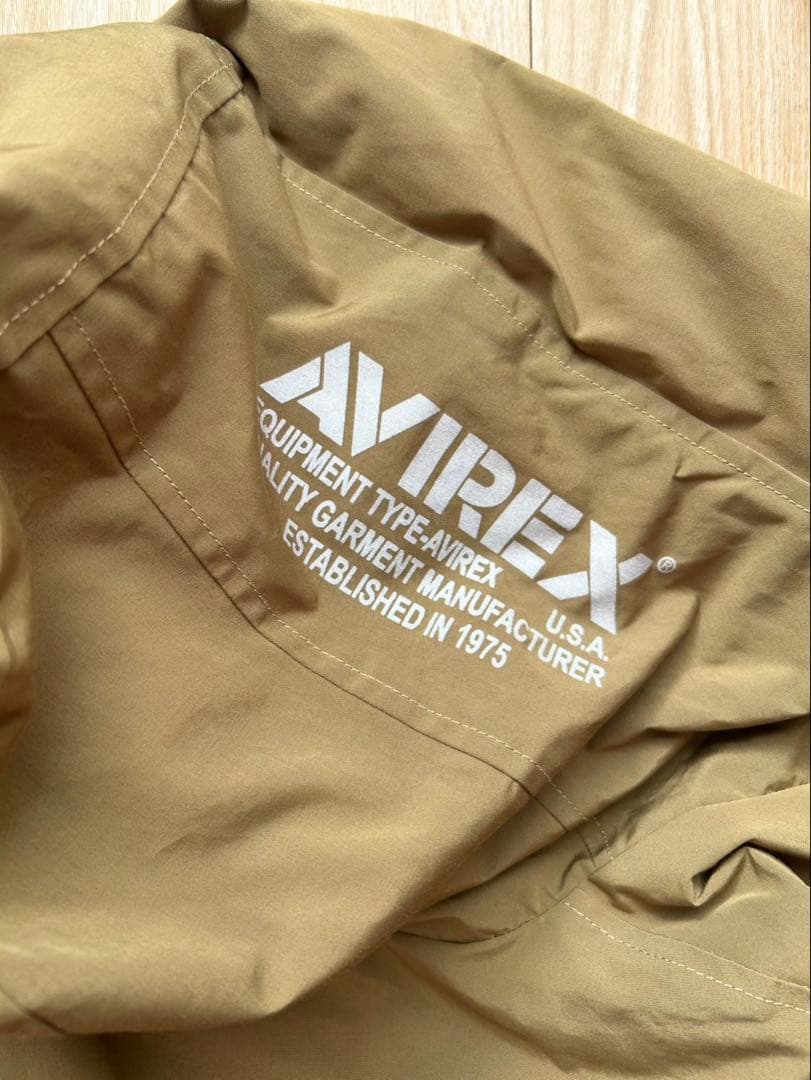 AVIREX®
EQUIPMENT TYPE-AVIREX U.S.A.
UALITY GARMENT MANUFACTURER
ESTABLISHED IN 1975